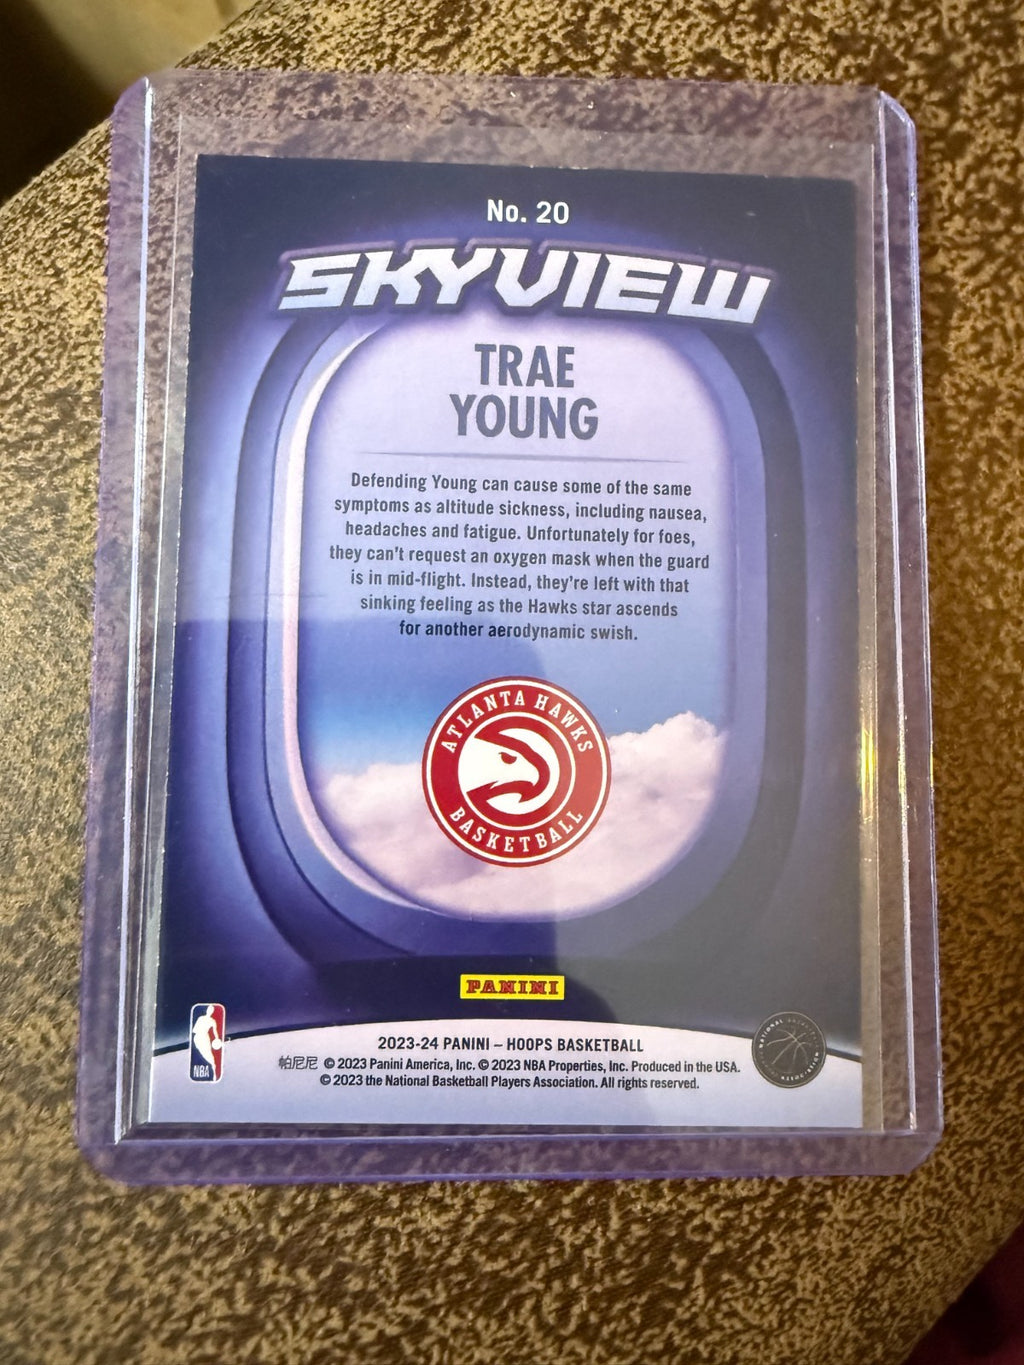 No. 20
SKYVIEW
TRAE
YOUNG
Defending Young can cause some of the same
symptoms as altitude sickness, including nausea,
headaches and fatigue. Unfortunately for foes,
they can't request an oxygen mask when the guard
is in mid-flight. Instead, they're left with that
sinking feeling as the Hawks star ascends
for another aerodynamic swish.
ATLANTA HAWKS
BASKETBALL
PANINI
2023-24 PANINI – HOOPS BASKETBALL
帕尼尼 © 2023 Panini America, Inc. © 2023 NBA Properties, Inc. Produced in the USA.
© 2023 the National Basketball Players Association. All rights reserved.
NBA